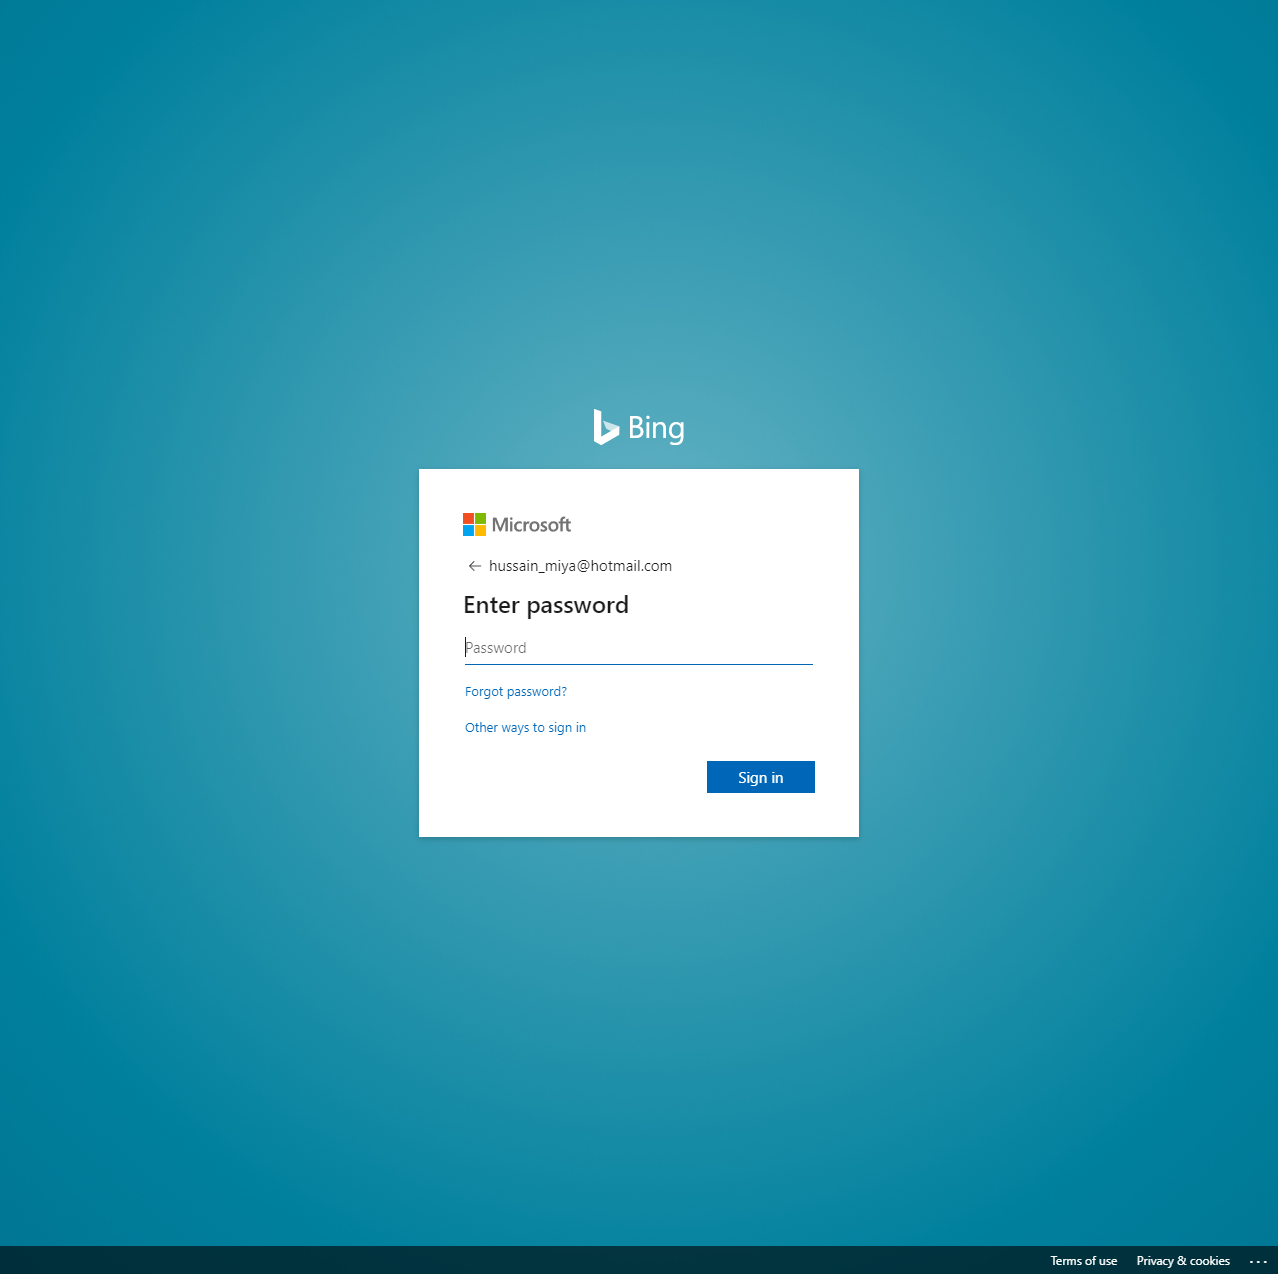 Bing
Microsoft
hussain_miya@hotmail.com
Enter password
Password
Forgot password?
Other ways to sign in
Sign in
Terms of use Privacy & cookies ...